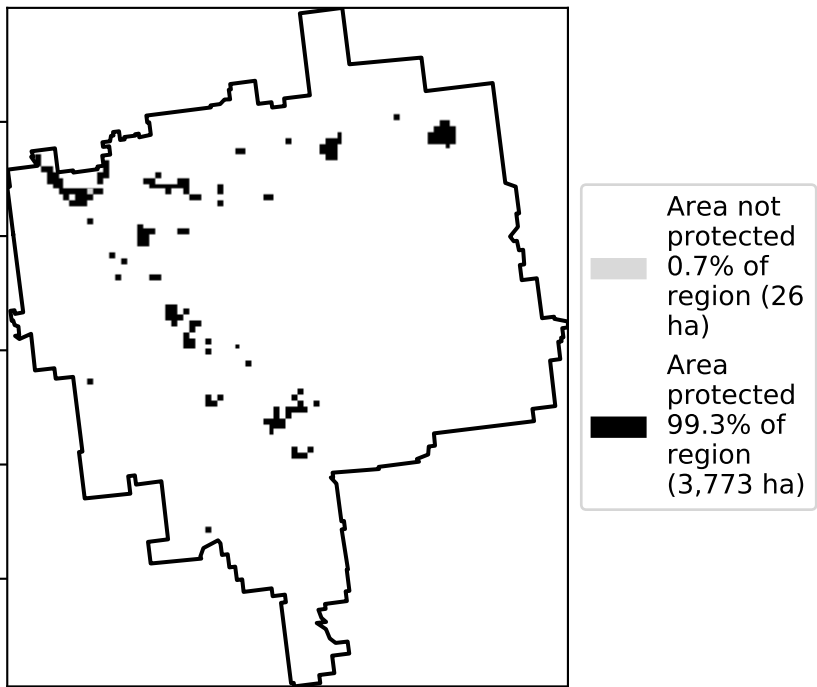 Area not
protected
0.7% of
region (26
ha)
Area
protected
99.3% of
region
(3,773 ha)